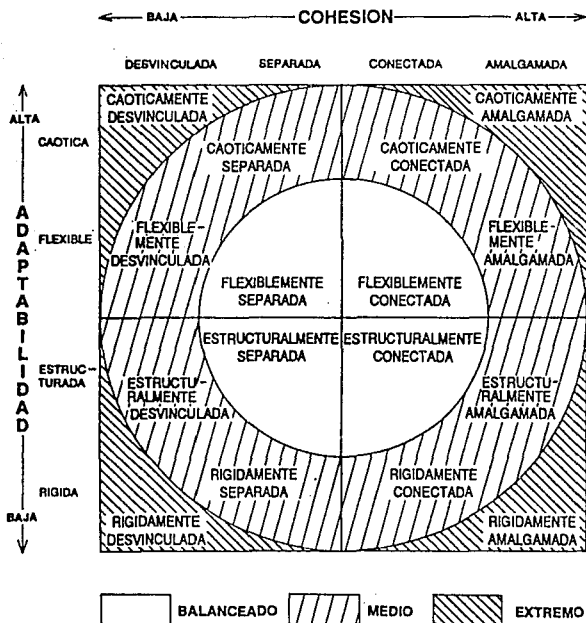 BAJA COHESION ALTA
DESVINCULADA SEPARADA CONECTADA AMALGAMADA
ALTA
CAOTICA
FLEXIBLE
ADAPTABILIDAD
ESTRUC-
TURADA
RIGIDA
BAJA
CAOTICAMENTE
DESVINCULADA
CAOTICAMENTE
SEPARADA
CAOTICAMENTE
CONECTADA
CAOTICAMENTE
AMALGAMADA
FLEXIBLE-
MENTE
DESVINCULADA
FLEXIBLEMENTE
SEPARADA
FLEXIBLEMENTE
CONECTADA
FLEXIBLE-
MENTE
AMALGAMADA
ESTRUCTU-
RALMENTE
DESVINCULADA
ESTRUCTURALMENTE
SEPARADA
ESTRUCTURALMENTE
CONECTADA
ESTRUCTU-
RALMENTE
AMALGAMADA
RIGIDAMENTE
DESVINCULADA
RIGIDAMENTE
SEPARADA
RIGIDAMENTE
CONECTADA
RIGIDAMENTE
AMALGAMADA
BALANCEADO MEDIO EXTREMO